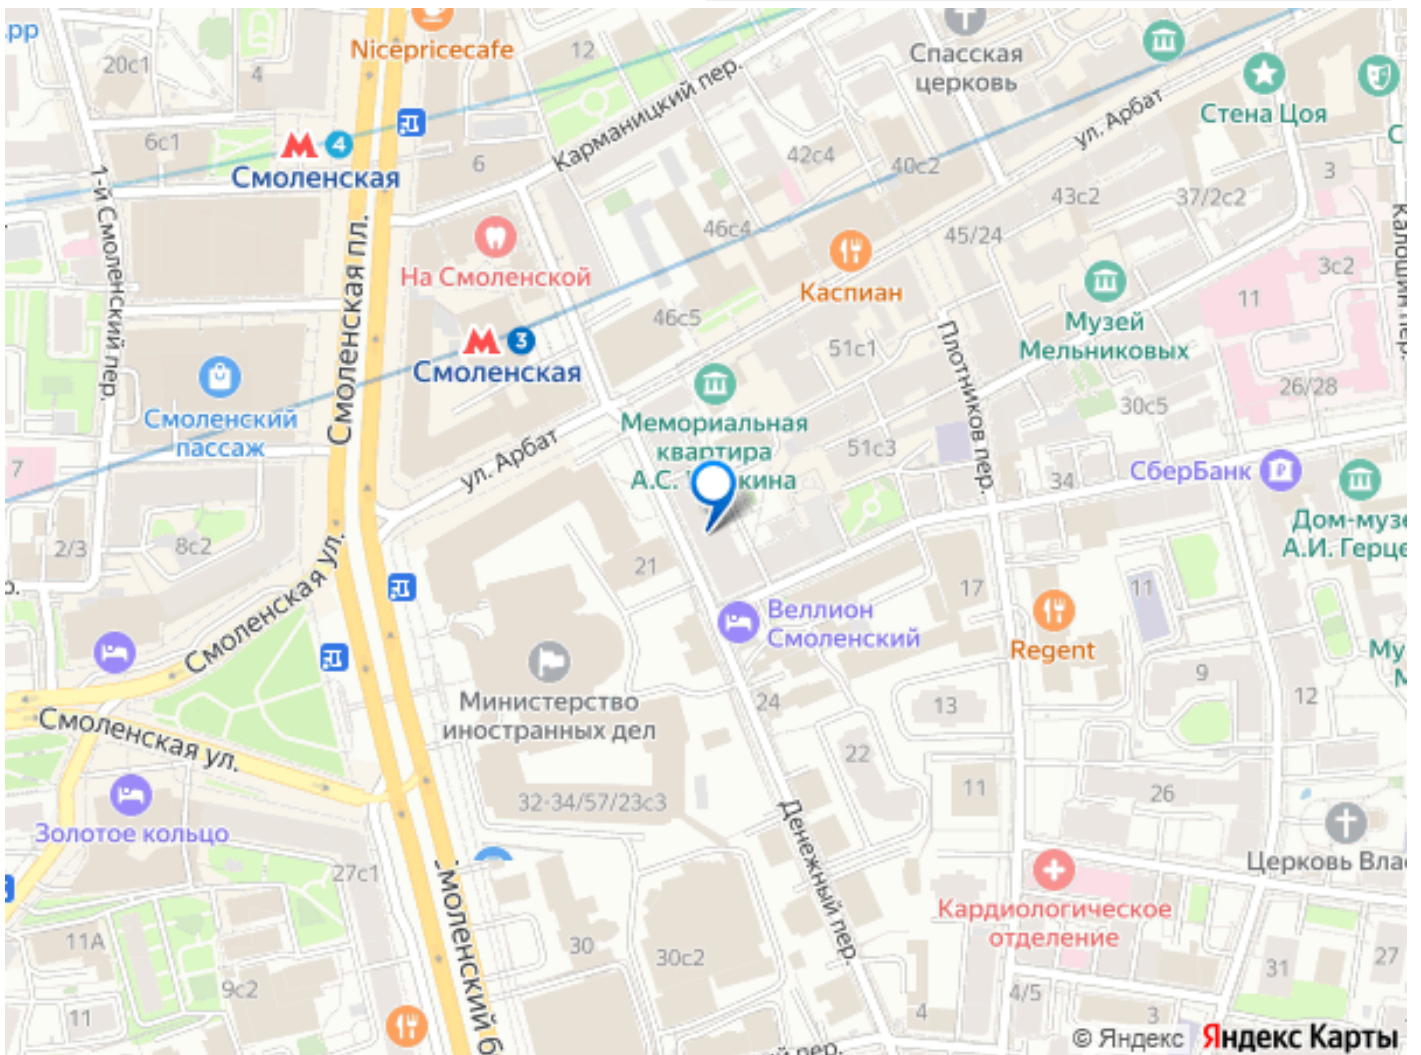 Nicepricecafe
12
Спасская
церковь
20с1
4
Карманицкий пер.
ул. Арбат
Стена Цоя
6с1
4
Смоленская
6
42с4
40с2
3
1-й Смоленский пер.
Смоленская пл.
43с2
37/2с2
46с4
45/24
На Смоленской
Каспиан
3с2
11
Музей
Мельниковых
46с5
51с1
3
Смоленская
Плотников пер.
26/28
30с5
Смоленский
пассаж
Мемориальная
квартира
ул. Арбат
51с3
7
СберБанк
34
2/3
8с2
21
17
11
Смоленская ул.
Веллион
Смоленский
Regent
9
12
Министерство
иностранных дел
24
13
Смоленская ул.
22
11
26
32-34/57/23с3
Золотое кольцо
Денежный пер.
27с1
Кардиологическое
отделение
11А
30
30с2
27
31
9с2
4/5
11
4
3
© Яндекс Яндекс Карты